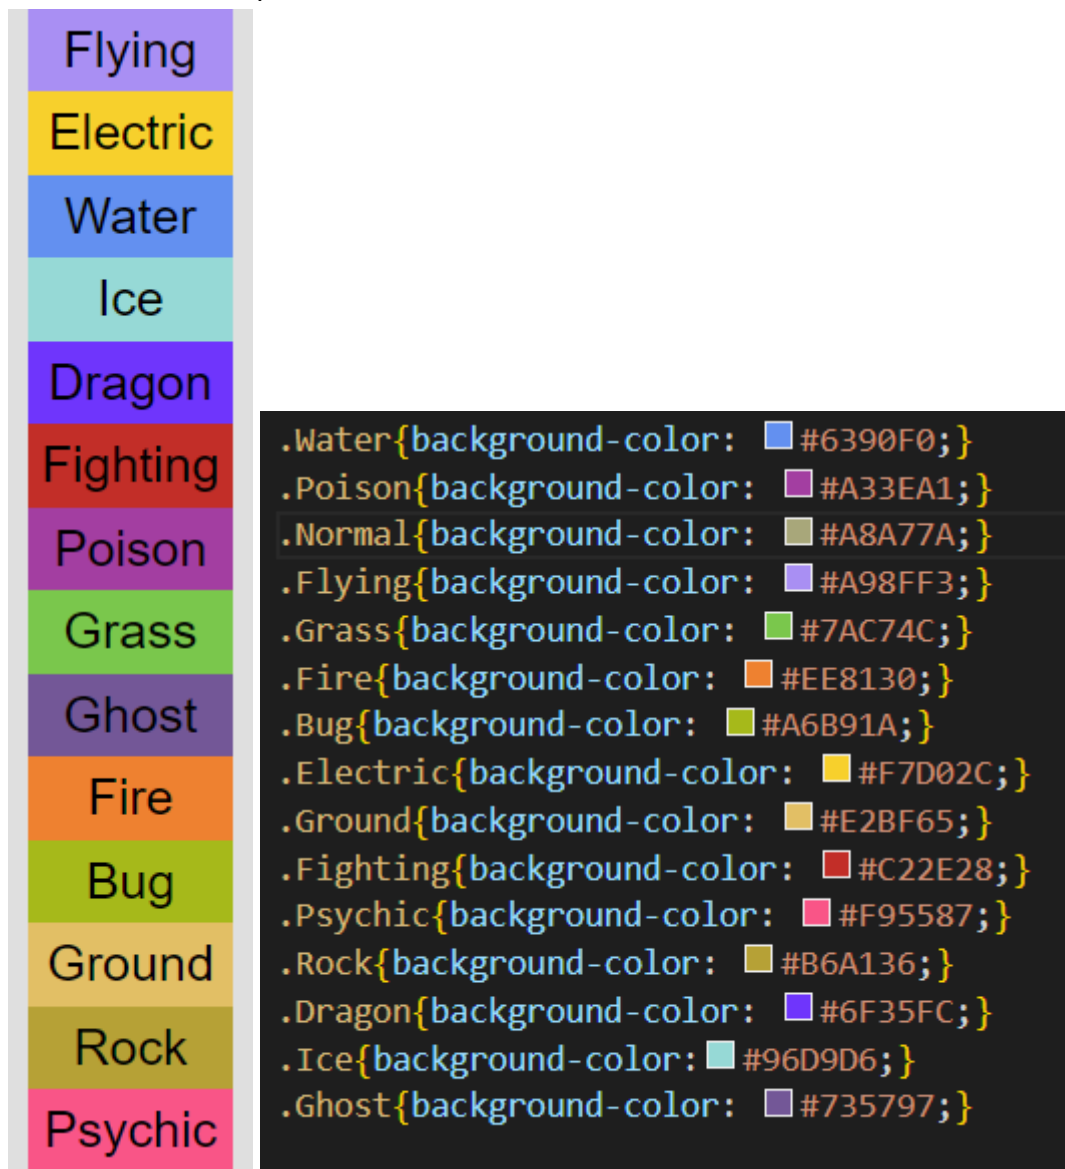 Flying
Electric
Water
Ice
Dragon
Fighting
Poison
Grass
Ghost
Fire
Bug
Ground
Rock
Psychic
.Water{background-color: #6390F0;}
.Poison{background-color: #A33EA1;}
.Normal{background-color: #A8A77A;}
.Flying{background-color: #A98FF3;}
.Grass{background-color: #7AC74C;}
.Fire{background-color: #EE8130;}
.Bug{background-color: #A6B91A;}
.Electric{background-color: #F7D02C;}
.Ground{background-color: #E2BF65;}
.Fighting{background-color: #C22E28;}
.Psychic{background-color: #F95587;}
.Rock{background-color: #B6A136;}
.Dragon{background-color: #6F35FC;}
.Ice{background-color: #96D9D6;}
.Ghost{background-color: #735797;}